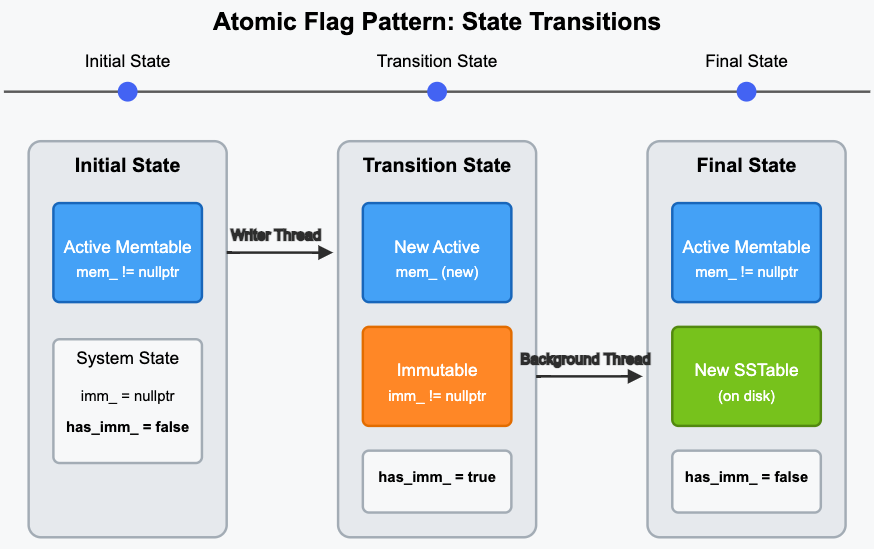 Atomic Flag Pattern: State Transitions
Initial State
Transition State
Final State
Initial State
Active Memtable
mem_ != nullptr
System State
imm_ = nullptr
has_imm_ = false
Writer Thread
Transition State
New Active
mem_ (new)
Immutable
imm_ != nullptr
has_imm_ = true
Background Thread
Final State
Active Memtable
mem_ != nullptr
New SSTable
(on disk)
has_imm_ = false